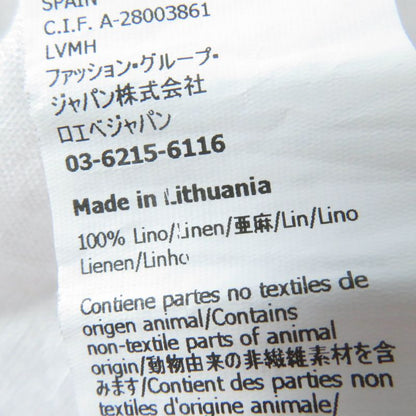 SPAIN
C.I.F. A-28003861
LVMH
ファッション・グループ・
ジャパン株式会社
ロエベジャパン
03-6215-6116
Made in Lithuania
100% Lino/Linen/亜麻/Lin/Lino
Lienen/Linho
Contiene partes no textiles de
origen animal/Contains
non-textile parts of animal
origin/動物由来の非繊維素材を含
みます/Contient des parties non
textiles d'origine animale/